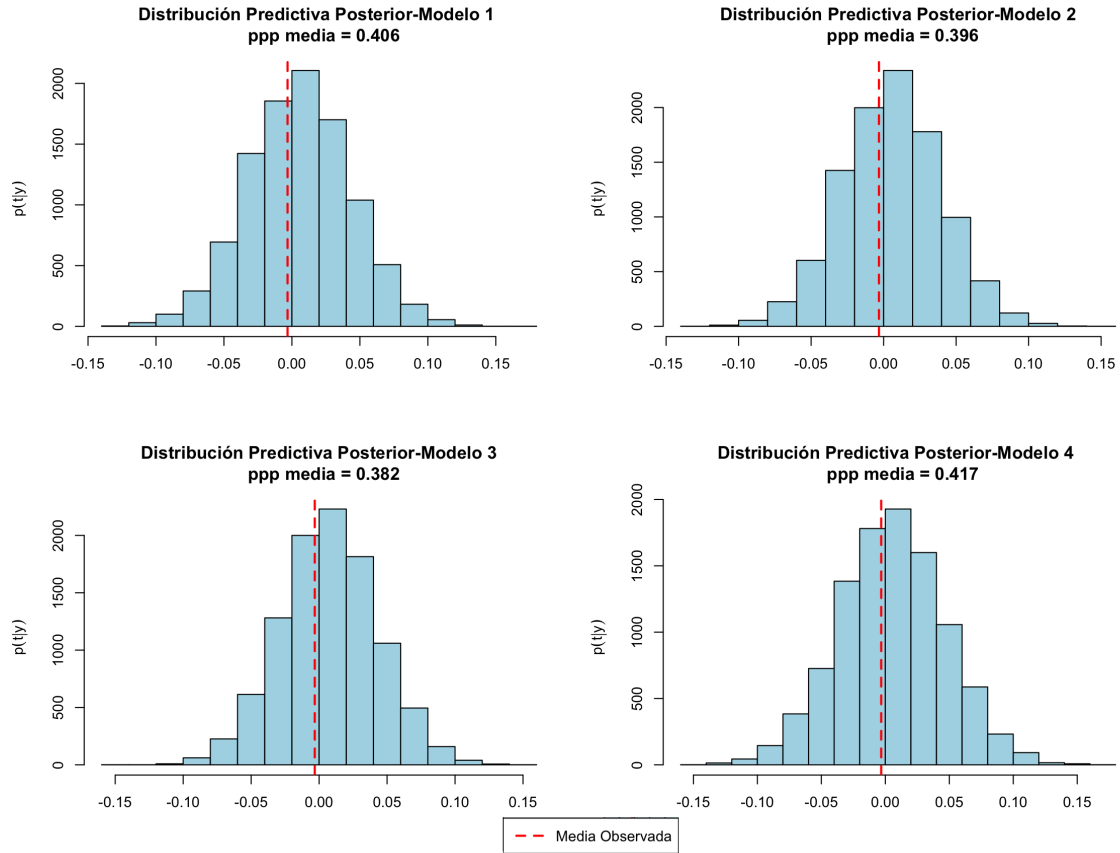 Distribución Predictiva Posterior-Modelo 1
ppp media = 0.406
p(t|y)
2000
1500
1000
500
0
-0.15 -0.10 -0.05 0.00 0.05 0.10 0.15
Distribución Predictiva Posterior-Modelo 2
ppp media = 0.396
p(t|y)
2000
1500
1000
500
0
-0.15 -0.10 -0.05 0.00 0.05 0.10 0.15
Distribución Predictiva Posterior-Modelo 3
ppp media = 0.382
p(t|y)
2000
1500
1000
500
0
-0.15 -0.10 -0.05 0.00 0.05 0.10 0.15
Distribución Predictiva Posterior-Modelo 4
ppp media = 0.417
p(t|y)
2000
1500
1000
500
0
-0.15 -0.10 -0.05 0.00 0.05 0.10 0.15
Media Observada